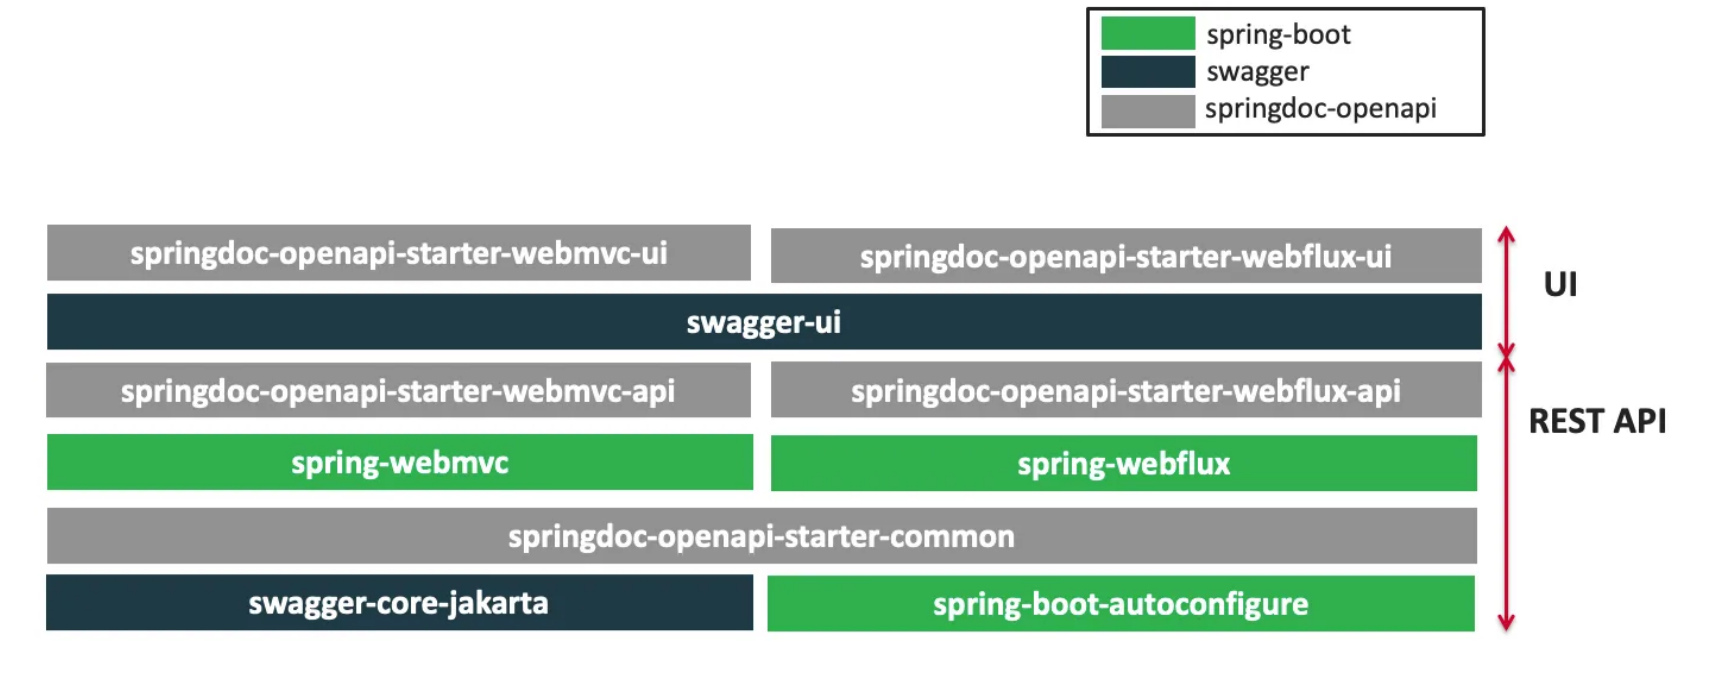 spring-boot
swagger
springdoc-openapi
springdoc-openapi-starter-webmvc-ui
springdoc-openapi-starter-webflux-ui
UI
swagger-ui
springdoc-openapi-starter-webmvc-api
springdoc-openapi-starter-webflux-api
REST API
spring-webmvc
spring-webflux
springdoc-openapi-starter-common
swagger-core-jakarta
spring-boot-autoconfigure